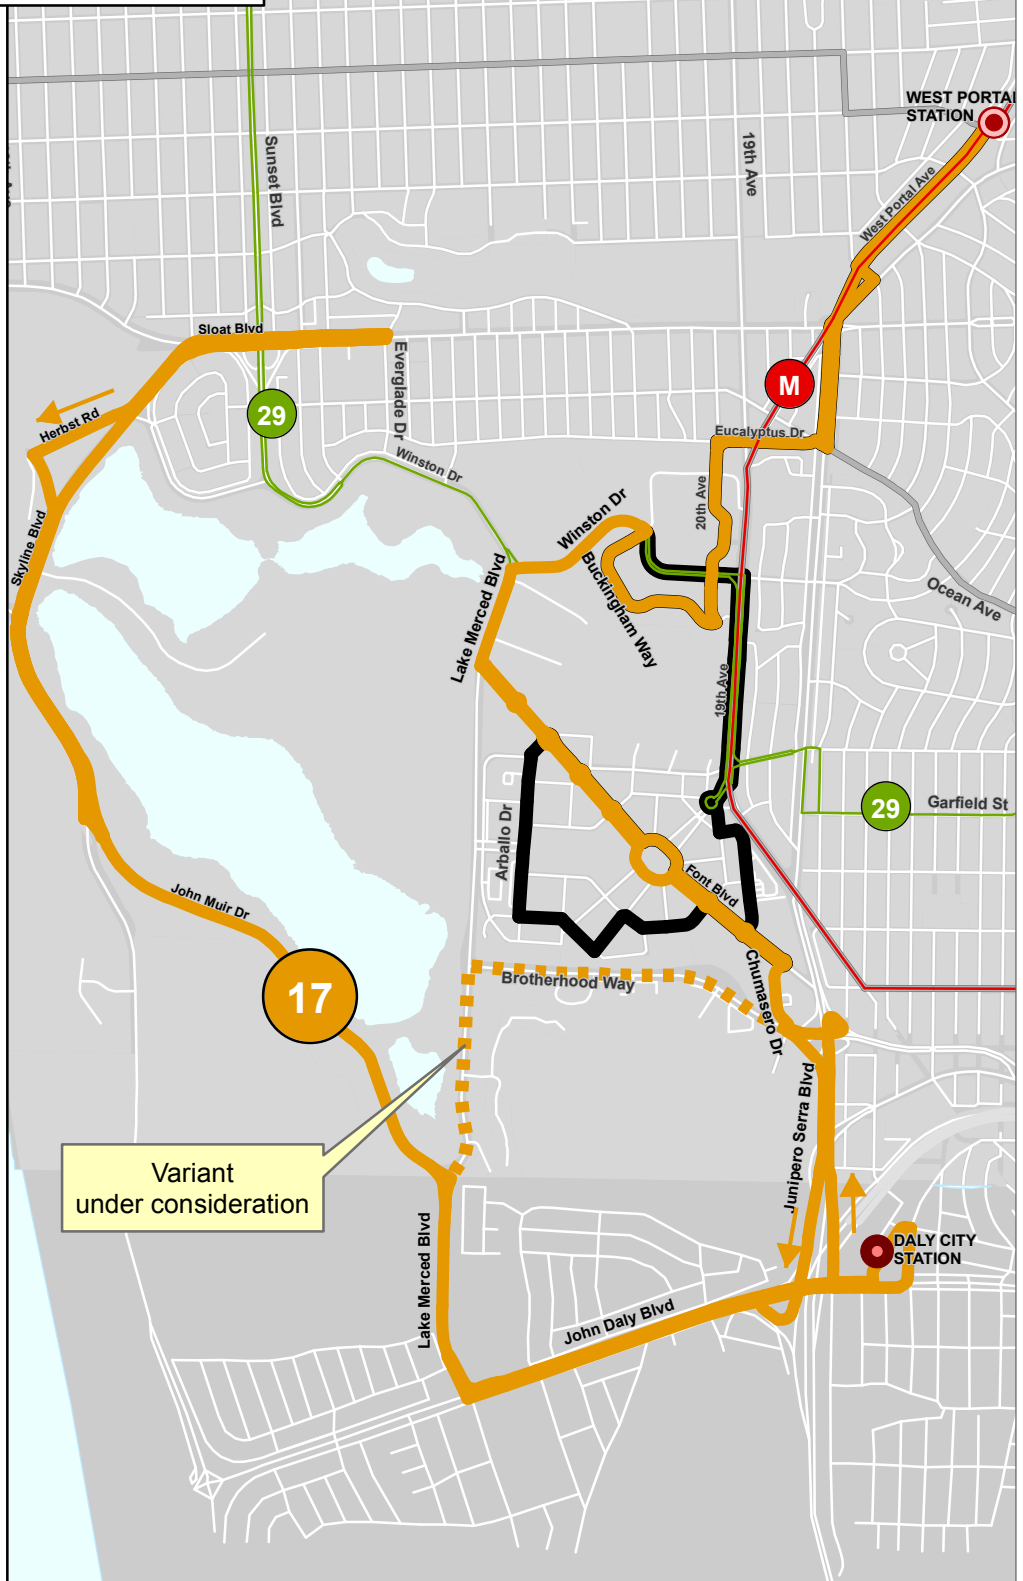 WEST PORTAL
STATION
Sunset Blvd
19th Ave
West Portal Ave
Sloat Blvd
Everglade Dr
M
29
Herbst Rd
Eucalyptus Dr
Winston Dr
20th Ave
Winston Dr
Skyline Blvd
Buckingham Way
Ocean Ave
Lake Merced Blvd
19th Ave
29
Garfield St
Arballo Dr
Font Blvd
John Muir Dr
17
Brotherhood Way
Chumasero Dr
Junipero Serra Blvd
Variant
under consideration
Lake Merced Blvd
DALY CITY
STATION
John Daly Blvd